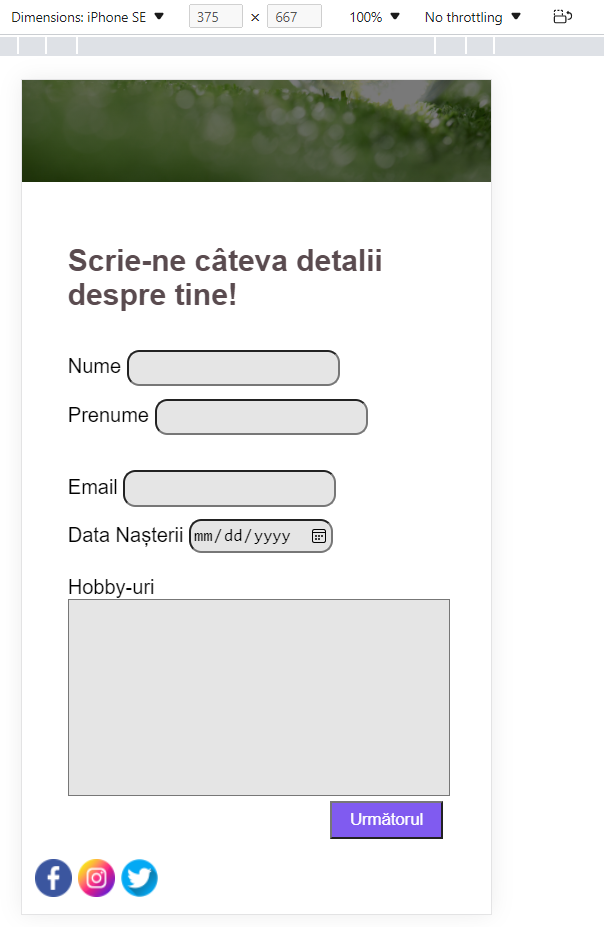 Dimensions: iPhone SE 375 × 667 100% No throttling
Scrie-ne câteva detalii
despre tine!
Nume
Prenume
Email
Data Nașterii mm/dd/yyyy
Hobby-uri
Următorul